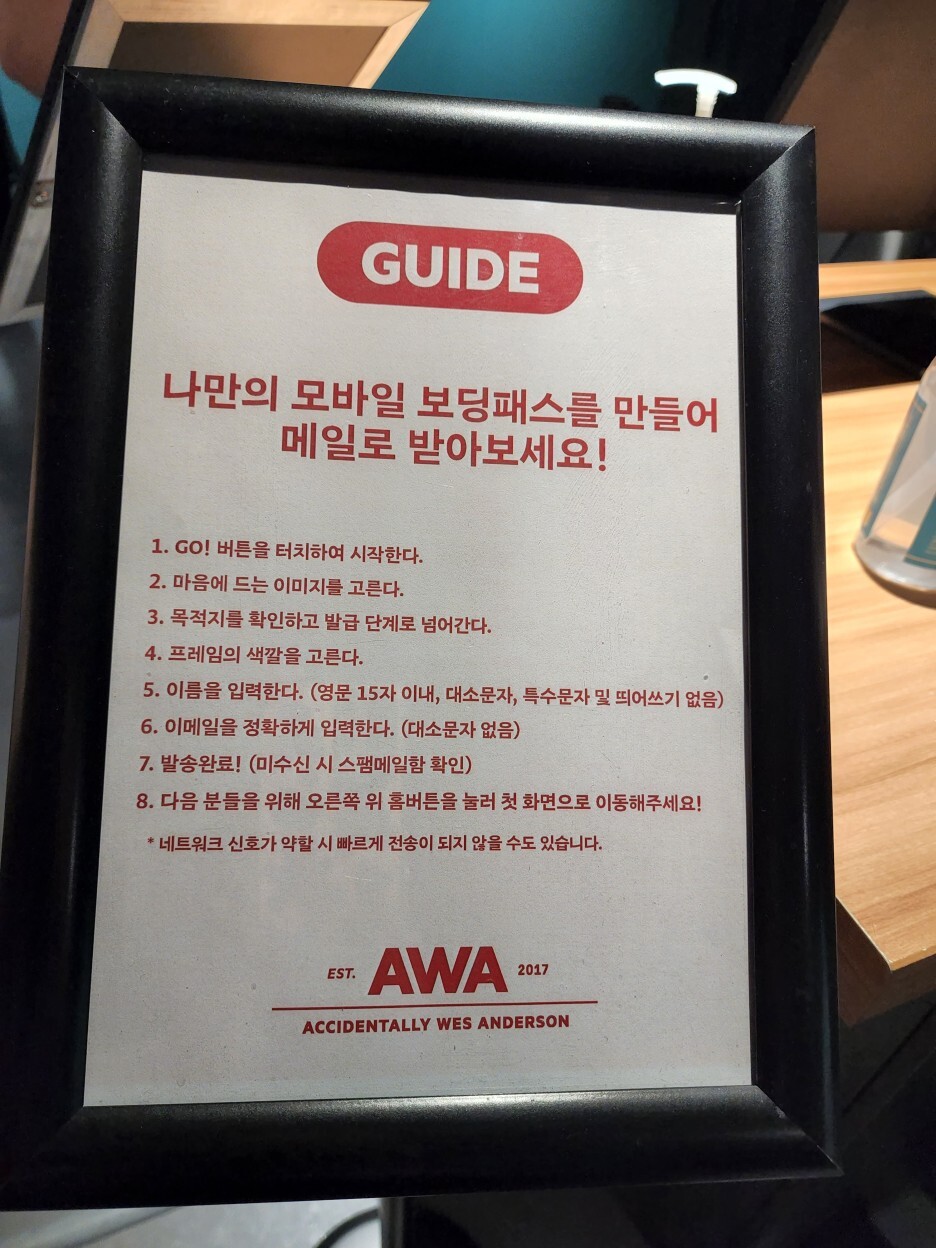 GUIDE
나만의 모바일 보딩패스를 만들어
메일로 받아보세요!
1. GO! 버튼을 터치하여 시작한다.
2. 마음에 드는 이미지를 고른다.
3. 목적지를 확인하고 발급 단계로 넘어간다.
4. 프레임의 색깔을 고른다.
5. 이름을 입력한다. (영문 15자 이내, 대소문자, 특수문자 및 띄어쓰기 없음)
6. 이메일을 정확하게 입력한다. (대소문자 없음)
7. 발송완료! (미수신 시 스팸메일함 확인)
8. 다음 분들을 위해 오른쪽 위 홈버튼을 눌러 첫 화면으로 이동해주세요!
* 네트워크 신호가 약할 시 빠르게 전송이 되지 않을 수도 있습니다.
EST. AWA 2017
ACCIDENTALLY WES ANDERSON